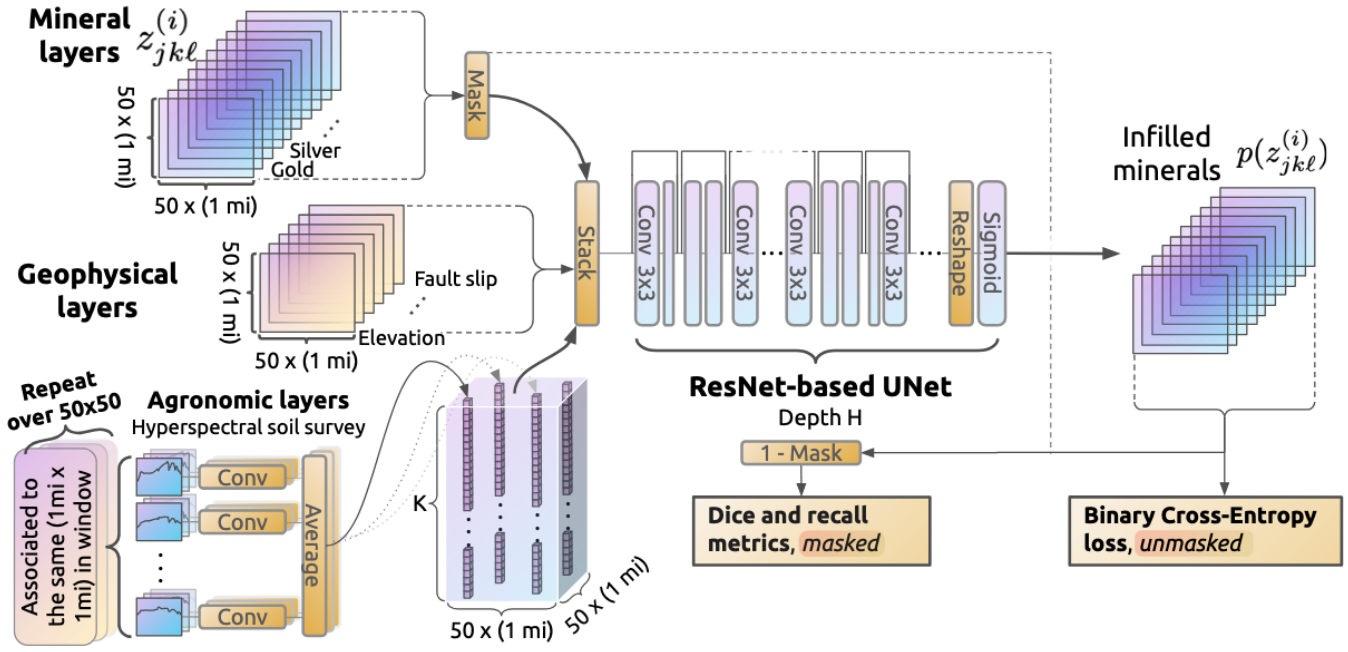 Mineral
layers z_{jkℓ}^{(i)}
50 x (1 mi)
Silver
Gold
50 x (1 mi)
Mask
Geophysical
layers
50 x (1 mi)
Fault slip
Elevation
50 x (1 mi)
Stack
Repeat
over 50x50
Associated to
the same (1mi x
1mi) in window
Agronomic layers
Hyperspectral soil survey
Conv
Conv
Conv
Average
K
50 x (1 mi)
50 x (1 mi)
Conv 3x3
Conv 3x3
Conv 3x3
Conv 3x3
Reshape
Sigmoid
ResNet-based UNet
Depth H
Infilled
minerals p(z_{jkℓ}^{(i)})
1 - Mask
Dice and recall
metrics, masked
Binary Cross-Entropy
loss, unmasked